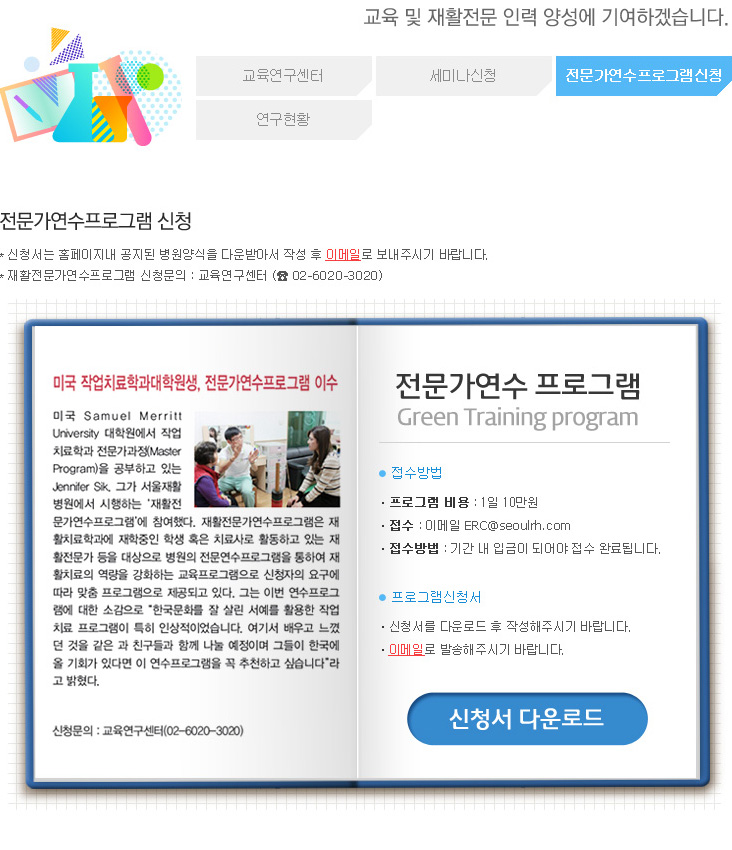 교육 및 재활전문 인력 양성에 기여하겠습니다.
교육연구센터
세미나신청
전문가연수프로그램신청
연구현황
전문가연수프로그램 신청
* 신청서는 홈페이지내 공지된 병원양식을 다운받아서 작성 후 이메일로 보내주시기 바랍니다.
* 재활전문가연수프로그램 신청문의 : 교육연구센터 (☎ 02-6020-3020)
미국 작업치료학과대학원생, 전문가연수프로그램 이수
미국 Samuel Merritt
University 대학원에서 작업
치료학과 전문가과정(Master
Program)을 공부하고 있는
Jennifer Sik. 그가 서울재활
병원에서 시행하는 '재활전
문가연수프로그램'에 참여했다. 재활전문가연수프로그램은 재
활치료학과에 재학중인 학생 혹은 치료사로 활동하고 있는 재
활전문가 등을 대상으로 병원의 전문연수프로그램을 통하여 재
활치료의 역량을 강화하는 교육프로그램으로 신청자의 요구에
따라 맞춤 프로그램으로 제공되고 있다. 그는 이번 연수프로그
램에 대한 소감으로 "한국문화를 잘 살린 서예를 활용한 작업
치료 프로그램이 특히 인상적이었습니다. 여기서 배우고 느꼈
던 것을 같은 과 친구들과 함께 나눌 예정이며 그들이 한국에
올 기회가 있다면 이 연수프로그램을 꼭 추천하고 싶습니다"라
고 밝혔다.
신청문의 : 교육연구센터(02-6020-3020)
전문가연수 프로그램
Green Training program
● 접수방법
· 프로그램 비용 : 1일 10만원
· 접수 : 이메일 ERC@seoulrh.com
· 접수방법 : 기간 내 입금이 되어야 접수 완료됩니다.
● 프로그램신청서
· 신청서를 다운로드 후 작성해주시기 바랍니다.
· 이메일로 발송해주시기 바랍니다.
신청서 다운로드